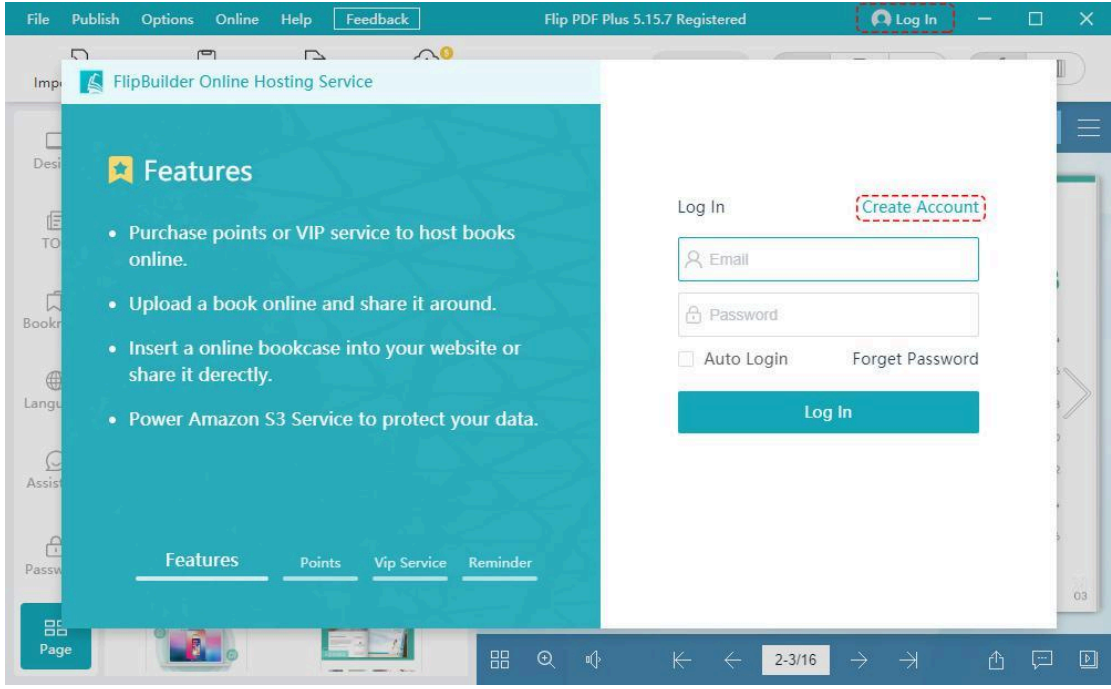 File Publish Options Online Help Feedback Flip PDF Plus 5.15.7 Registered Log In
FlipBuilder Online Hosting Service
Features
• Purchase points or VIP service to host books
online.
• Upload a book online and share it around.
• Insert a online bookcase into your website or
share it derectly.
• Power Amazon S3 Service to protect your data.
Features Points Vip Service Reminder
Log In Create Account
Email
Password
Auto Login Forget Password
Log In
TO
Page
03
2-3/16